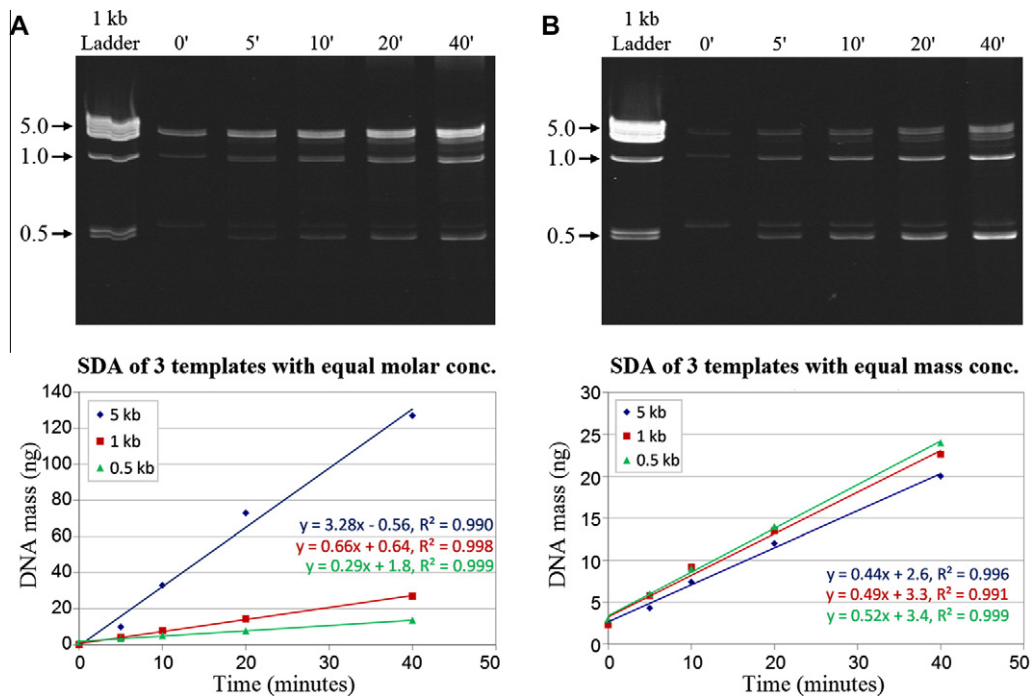 A
1 kb
Ladder 0' 5' 10' 20' 40'
5.0
1.0
0.5
SDA of 3 templates with equal molar conc.
DNA mass (ng)
140
120
100
80
60
40
20
0
5 kb
1 kb
0.5 kb
y = 3.28x - 0.56, R² = 0.990
y = 0.66x + 0.64, R² = 0.998
y = 0.29x + 1.8, R² = 0.999
0 10 20 30 40 50
Time (minutes)
B
1 kb
Ladder 0' 5' 10' 20' 40'
5.0
1.0
0.5
SDA of 3 templates with equal mass conc.
DNA mass (ng)
30
25
20
15
10
5
0
5 kb
1 kb
0.5 kb
y = 0.44x + 2.6, R² = 0.996
y = 0.49x + 3.3, R² = 0.991
y = 0.52x + 3.4, R² = 0.999
0 10 20 30 40 50
Time (minutes)